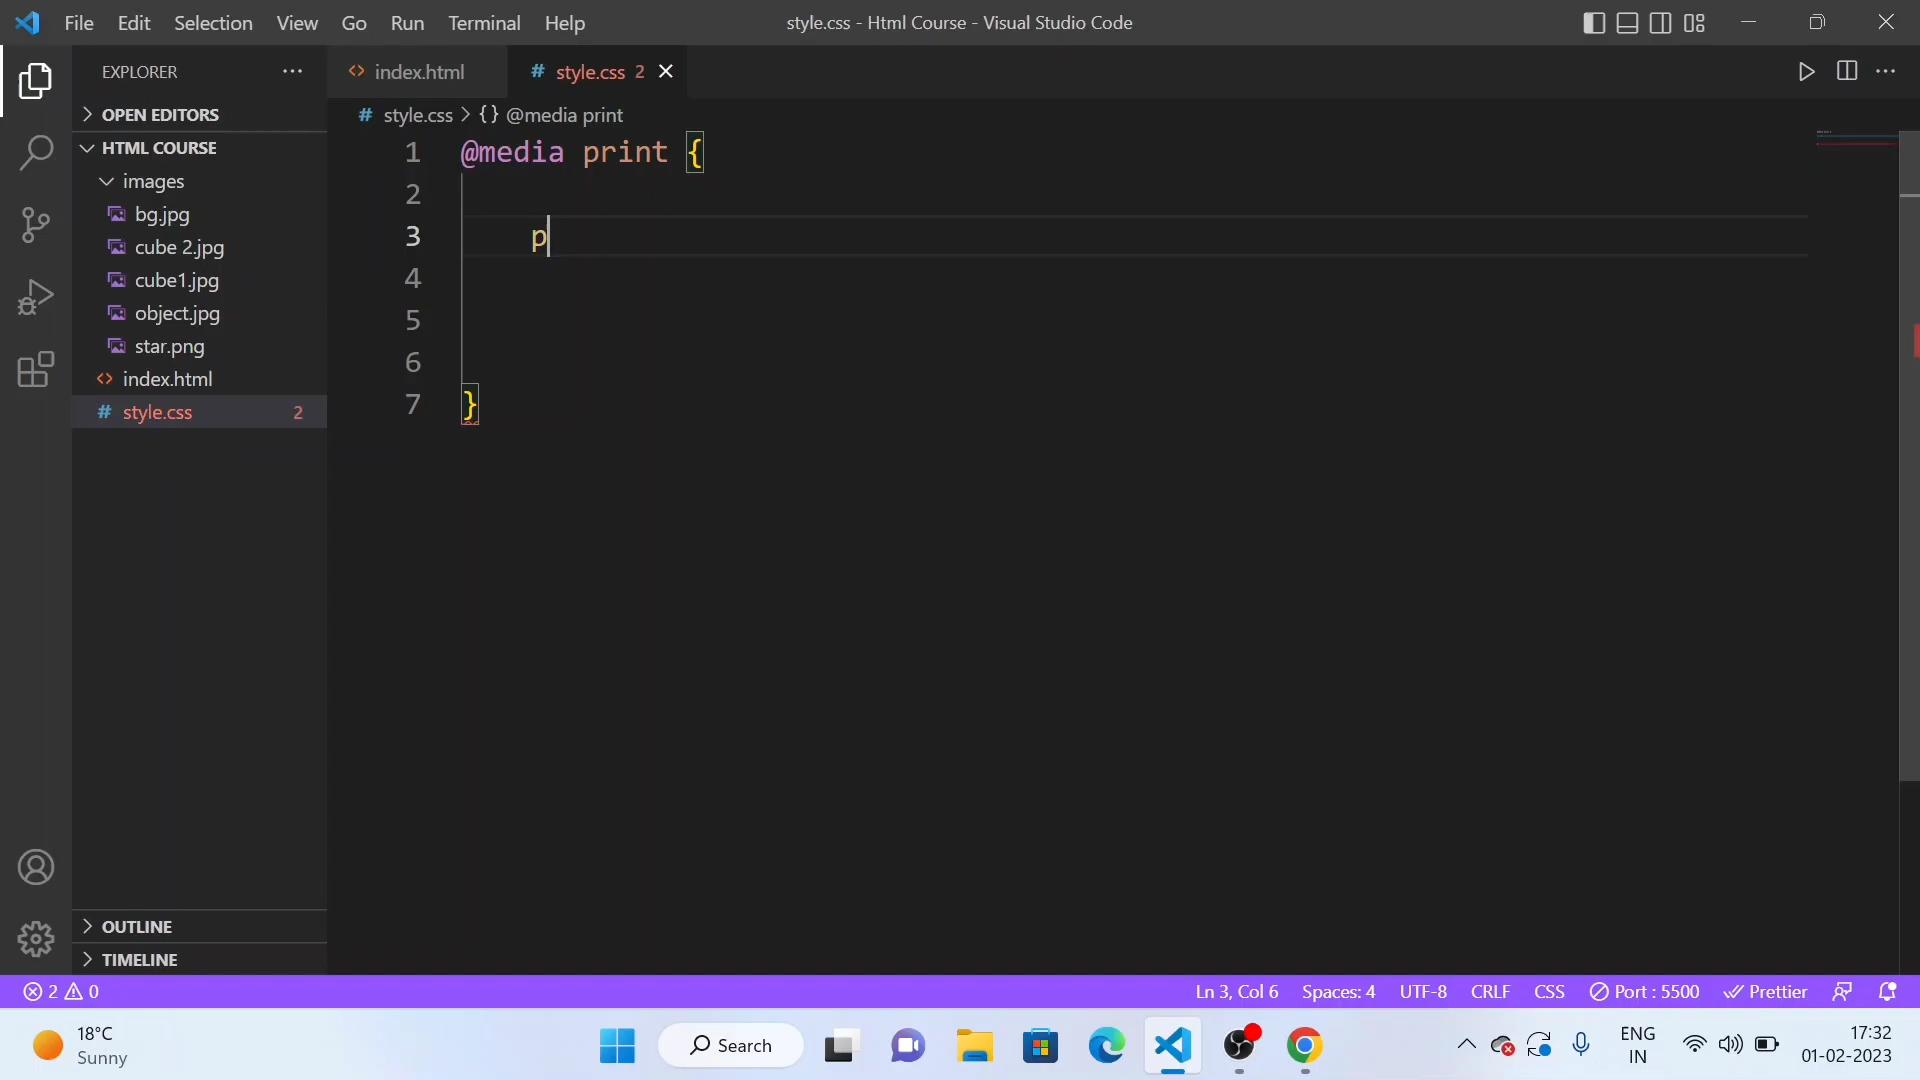 File Edit Selection View Go Run Terminal Help style.css - Html Course - Visual Studio Code
EXPLORER
index.html
style.css 2
OPEN EDITORS
style.css > {} @media print
HTML COURSE
images
bg.jpg
cube 2.jpg
cube1.jpg
object.jpg
star.png
index.html
style.css 2
1 @media print {
2
3 p
4
5
6
7 }
OUTLINE
TIMELINE
2 0 Ln 3, Col 6 Spaces: 4 UTF-8 CRLF CSS Port : 5500 Prettier
18°C
Sunny
Search
ENG
IN
17:32
01-02-2023